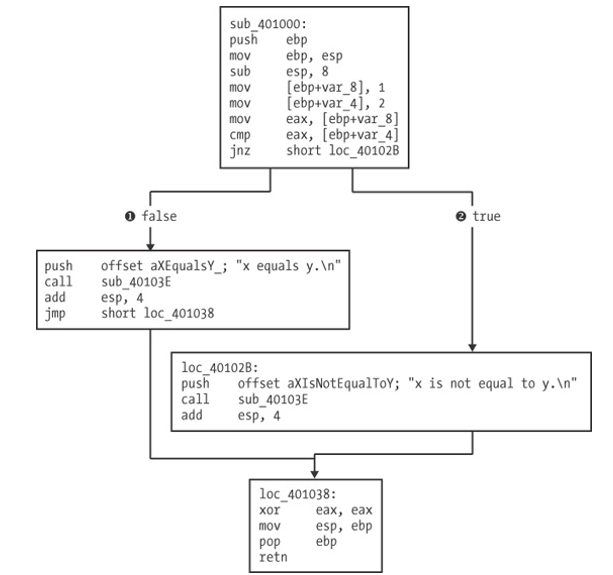 sub_401000:
push ebp
mov ebp, esp
sub esp, 8
mov [ebp+var_8], 1
mov [ebp+var_4], 2
mov eax, [ebp+var_8]
cmp eax, [ebp+var_4]
jnz short loc_40102B
❶ false
❷ true
push offset aXEqualsY_; "x equals y.\n"
call sub_40103E
add esp, 4
jmp short loc_401038
loc_40102B:
push offset aXIsNotEqualToY; "x is not equal to y.\n"
call sub_40103E
add esp, 4
loc_401038:
xor eax, eax
mov esp, ebp
pop ebp
retn